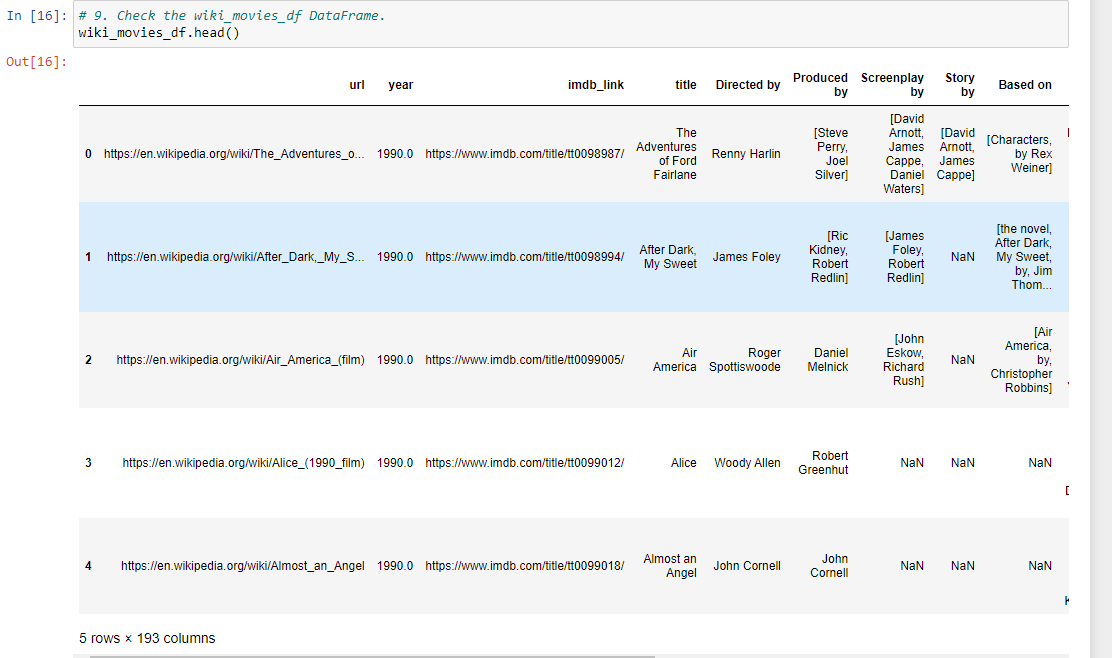 In [16]: # 9. Check the wiki_movies_df DataFrame.
wiki_movies_df.head()
Out[16]:
url year imdb_link title Directed by Produced by Screenplay by Story by Based on
0 https://en.wikipedia.org/wiki/The_Adventures_o... 1990.0 https://www.imdb.com/title/tt0098987/ The Adventures of Ford Fairlane Renny Harlin [Steve Perry, Joel Silver] [David Arnott, James Cappe, Daniel Waters] [David Arnott, James Cappe] [Characters, by Rex Weiner]
1 https://en.wikipedia.org/wiki/After_Dark,_My_S... 1990.0 https://www.imdb.com/title/tt0098994/ After Dark, My Sweet James Foley [Ric Kidney, Robert Redlin] [James Foley, Robert Redlin] NaN [the novel, After Dark, My Sweet, by, Jim Thom...
2 https://en.wikipedia.org/wiki/Air_America_(film) 1990.0 https://www.imdb.com/title/tt0099005/ Air America Roger Spottiswoode Daniel Melnick [John Eskow, Richard Rush] NaN [Air America, by, Christopher Robbins]
3 https://en.wikipedia.org/wiki/Alice_(1990_film) 1990.0 https://www.imdb.com/title/tt0099012/ Alice Woody Allen Robert Greenhut NaN NaN NaN
4 https://en.wikipedia.org/wiki/Almost_an_Angel 1990.0 https://www.imdb.com/title/tt0099018/ Almost an Angel John Cornell John Cornell NaN NaN NaN
5 rows × 193 columns